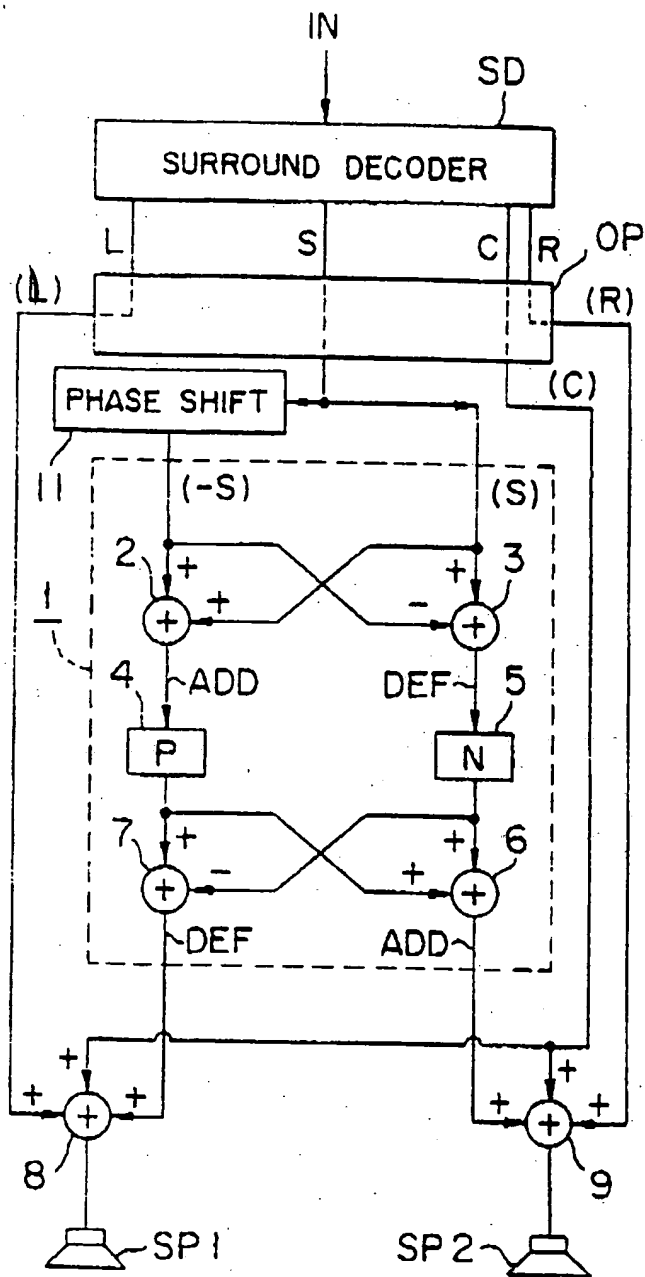 IN
SD
SURROUND DECODER
L S C R OP
(L) (R)
(C)
PHASE SHIFT
11 (-S) (S)
2 + + - + 3
1
4 ADD DEF 5
P N
7 + - + + 6
+ +
DEF ADD
+ +
+ + + +
8 + + 9
SP1 SP2